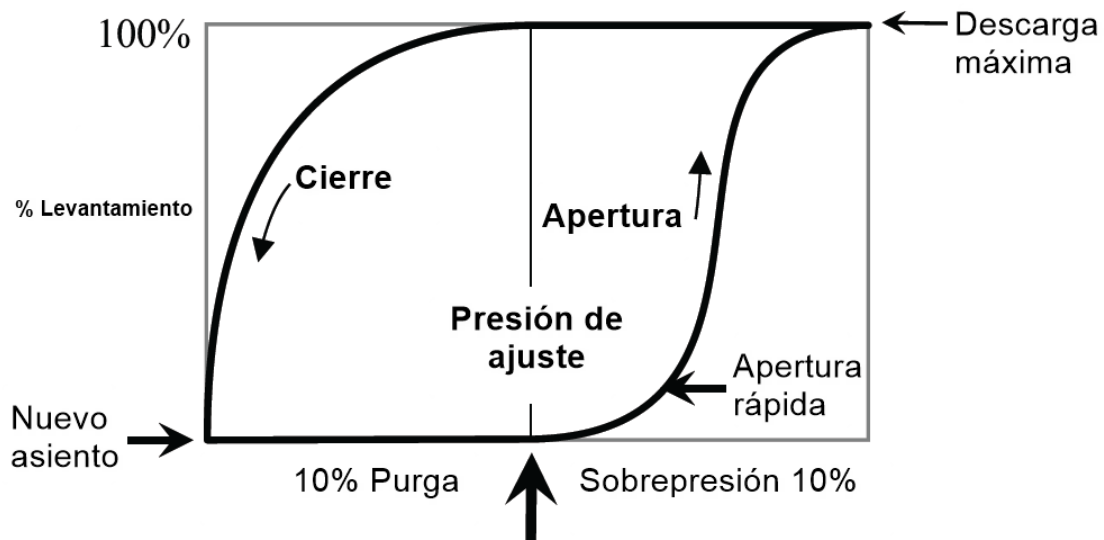 100%
Descarga
máxima
Cierre
% Levantamiento
Apertura
Presión de
ajuste
Apertura
rápida
Nuevo
asiento
10% Purga
Sobrepresión 10%